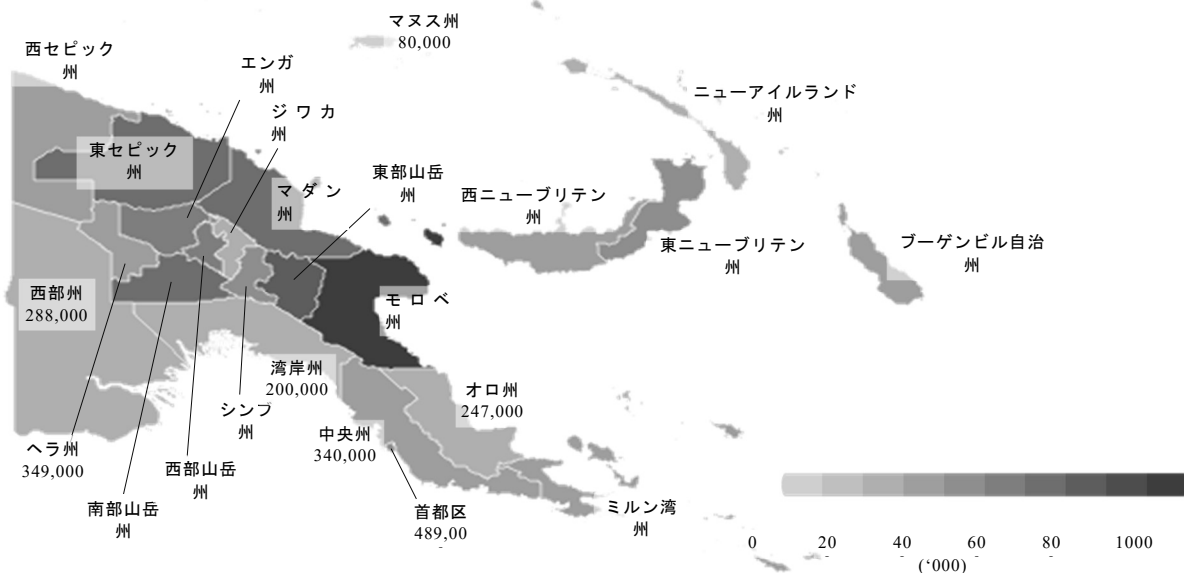 マヌス州
80,000
西セピック
州
エンガ
州
ジワカ
州
ニューアイルランド
州
東セピック
州
マダン
州
東部山岳
州
西ニューブリテン
州
東ニューブリテン
州
ブーゲンビル自治
州
西部州
288,000
モロベ
州
湾岸州
200,000
オロ州
247,000
シンブ
州
中央州
340,000
ヘラ州
349,000
西部山岳
州
南部山岳
州
首都区
489,00
ミルン湾
州
0 20 40 60 80 1000
(‘000)